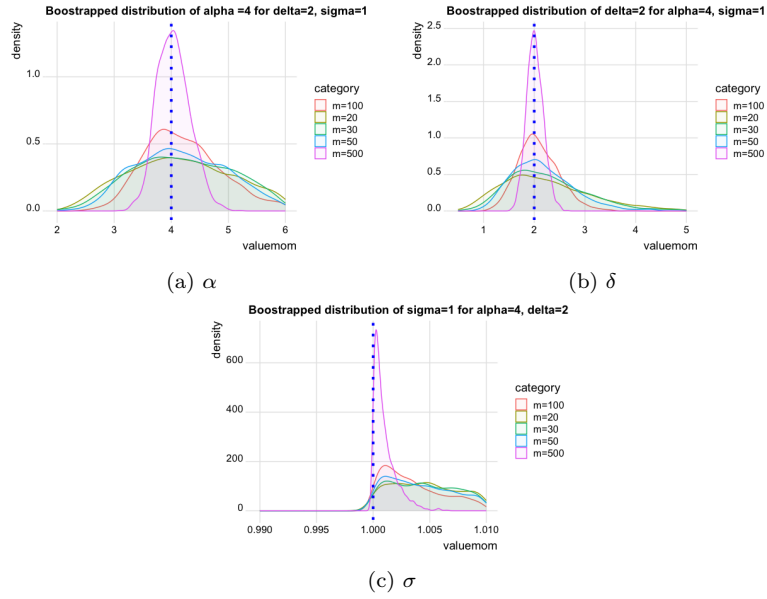 Boostrapped distribution of alpha =4 for delta=2, sigma=1
density
1.0
0.5
0.0
2 3 4 5 6
valuemom
category
m=100
m=20
m=30
m=50
m=500
(a) α
Boostrapped distribution of delta=2 for alpha=4, sigma=1
density
2.5
2.0
1.5
1.0
0.5
0.0
1 2 3 4 5
valuemom
category
m=100
m=20
m=30
m=50
m=500
(b) δ
Boostrapped distribution of sigma=1 for alpha=4, delta=2
density
600
400
200
0
0.990 0.995 1.000 1.005 1.010
valuemom
category
m=100
m=20
m=30
m=50
m=500
(c) σ